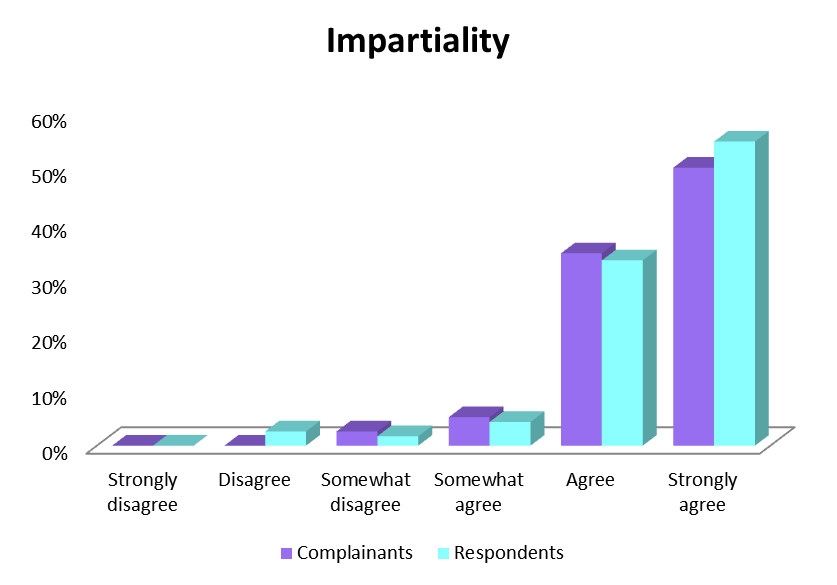 Impartiality
60%
50%
40%
30%
20%
10%
0%
Strongly disagree
Disagree
Somewhat disagree
Somewhat agree
Agree
Strongly agree
Complainants
Respondents